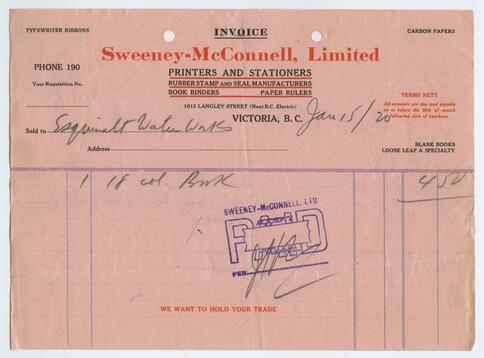 TYPEWRITER RIBBONS
INVOICE
CARBON PAPERS
Sweeney-McConnell, Limited
PHONE 190
PRINTERS AND STATIONERS
Your Requisition No.
RUBBER STAMP AND SEAL MANUFACTURERS
BOOK BINDERS PAPER RULERS
TERMS NETT
All accounts are due and payable
on or before the 15th of month
following date of purchase.
1012 LANGLEY STREET (Next B.C. Electric)
VICTORIA, B. C. Jan 15/20
Sold to Esquimalt Water Works
Address
BLANK BOOKS
LOOSE LEAF A SPECIALTY
1 18 col. Book 4 50
SWEENEY-McCONNELL, LTD.
PAID
PER
WE WANT TO HOLD YOUR TRADE